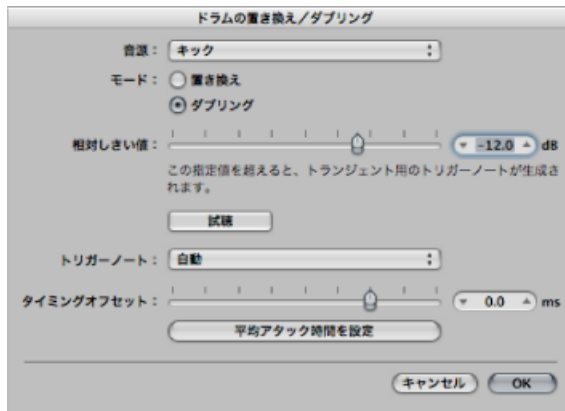 ドラムの置き換え/ダブリング
音源： キック
モード： 置き換え
ダブリング
相対しきい値： -12.0 dB
この指定値を超えると、トランジェント用のトリガーノートが生成さ
れます。
試聴
トリガーノート： 自動
タイミングオフセット： 0.0 ms
平均アタック時間を設定
キャンセル OK